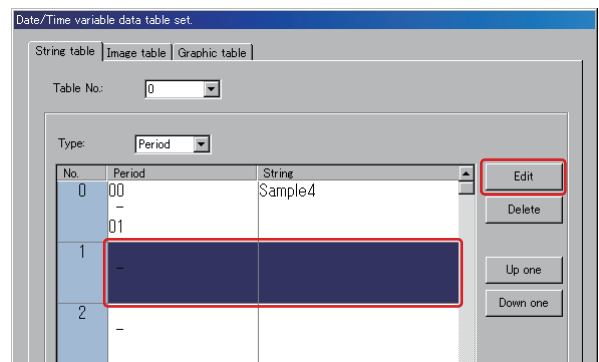 Date/Time variable data table set.
String table Image table Graphic table
Table No.: 0
Type: Period
No. Period String
0 00 Sample4
–
01
1
–
2
–
Edit
Delete
Up one
Down one